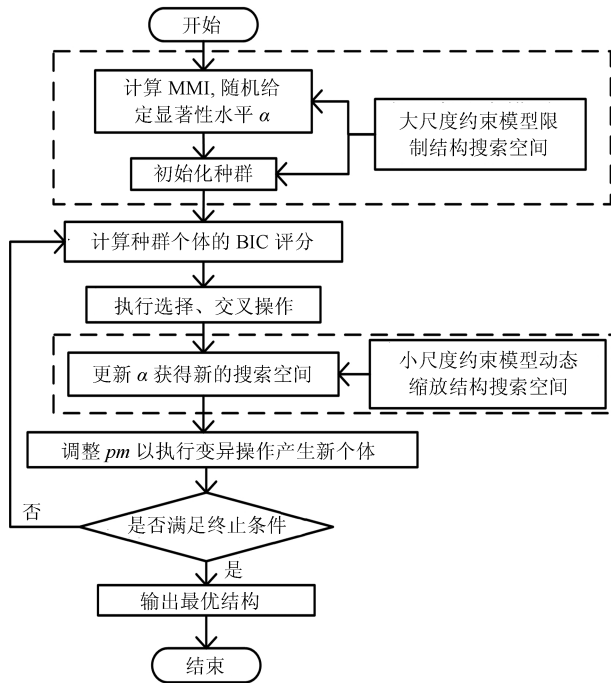 开始
计算 MMI, 随机给
定显著性水平 α
大尺度约束模型限
制结构搜索空间
初始化种群
计算种群个体的 BIC 评分
执行选择、交叉操作
更新 α 获得新的搜索空间
小尺度约束模型动态
缩放结构搜索空间
调整 pm 以执行变异操作产生新个体
否
是否满足终止条件
是
输出最优结构
结束